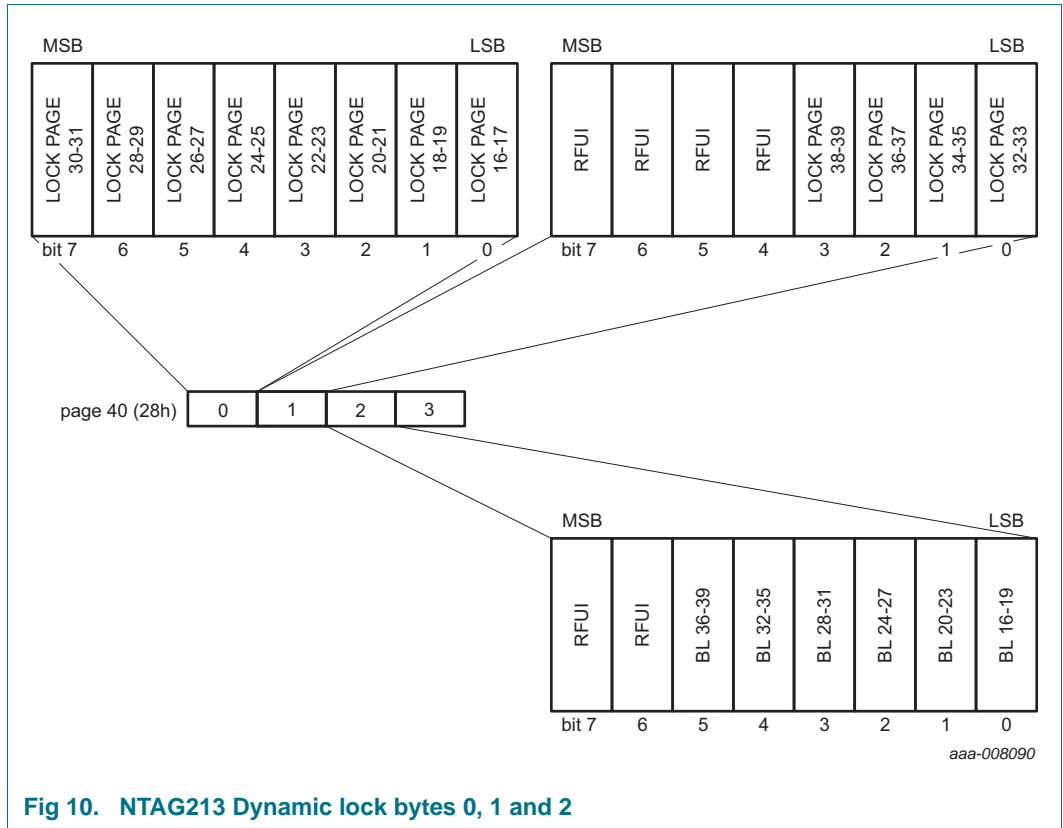 MSB LSB
LOCK PAGE 30-31
LOCK PAGE 28-29
LOCK PAGE 26-27
LOCK PAGE 24-25
LOCK PAGE 22-23
LOCK PAGE 20-21
LOCK PAGE 18-19
LOCK PAGE 16-17
bit 7 6 5 4 3 2 1 0
MSB LSB
RFUI
RFUI
RFUI
RFUI
LOCK PAGE 38-39
LOCK PAGE 36-37
LOCK PAGE 34-35
LOCK PAGE 32-33
bit 7 6 5 4 3 2 1 0
page 40 (28h) 0 1 2 3
MSB LSB
RFUI
RFUI
BL 36-39
BL 32-35
BL 28-31
BL 24-27
BL 20-23
BL 16-19
bit 7 6 5 4 3 2 1 0
aaa-008090
Fig 10. NTAG213 Dynamic lock bytes 0, 1 and 2